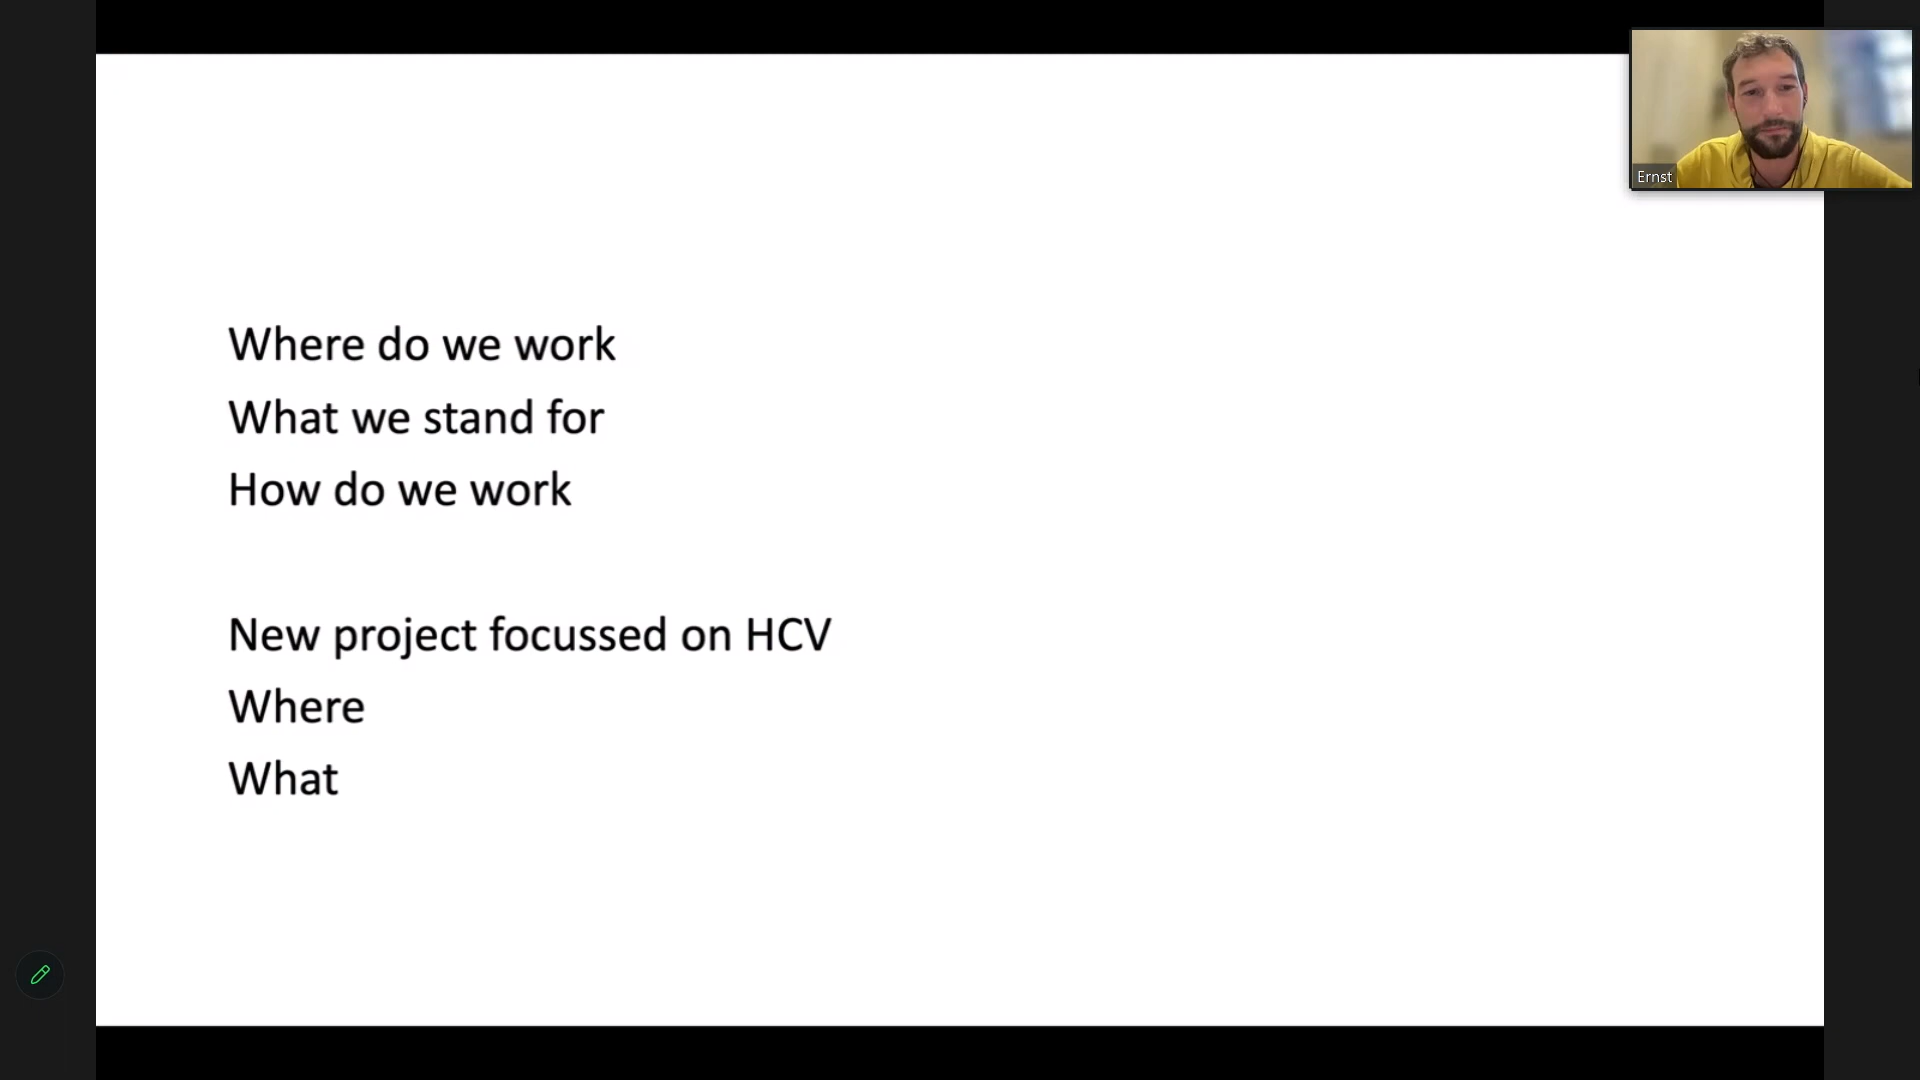 Where do we work
What we stand for
How do we work
New project focussed on HCV
Where
What
Ernst